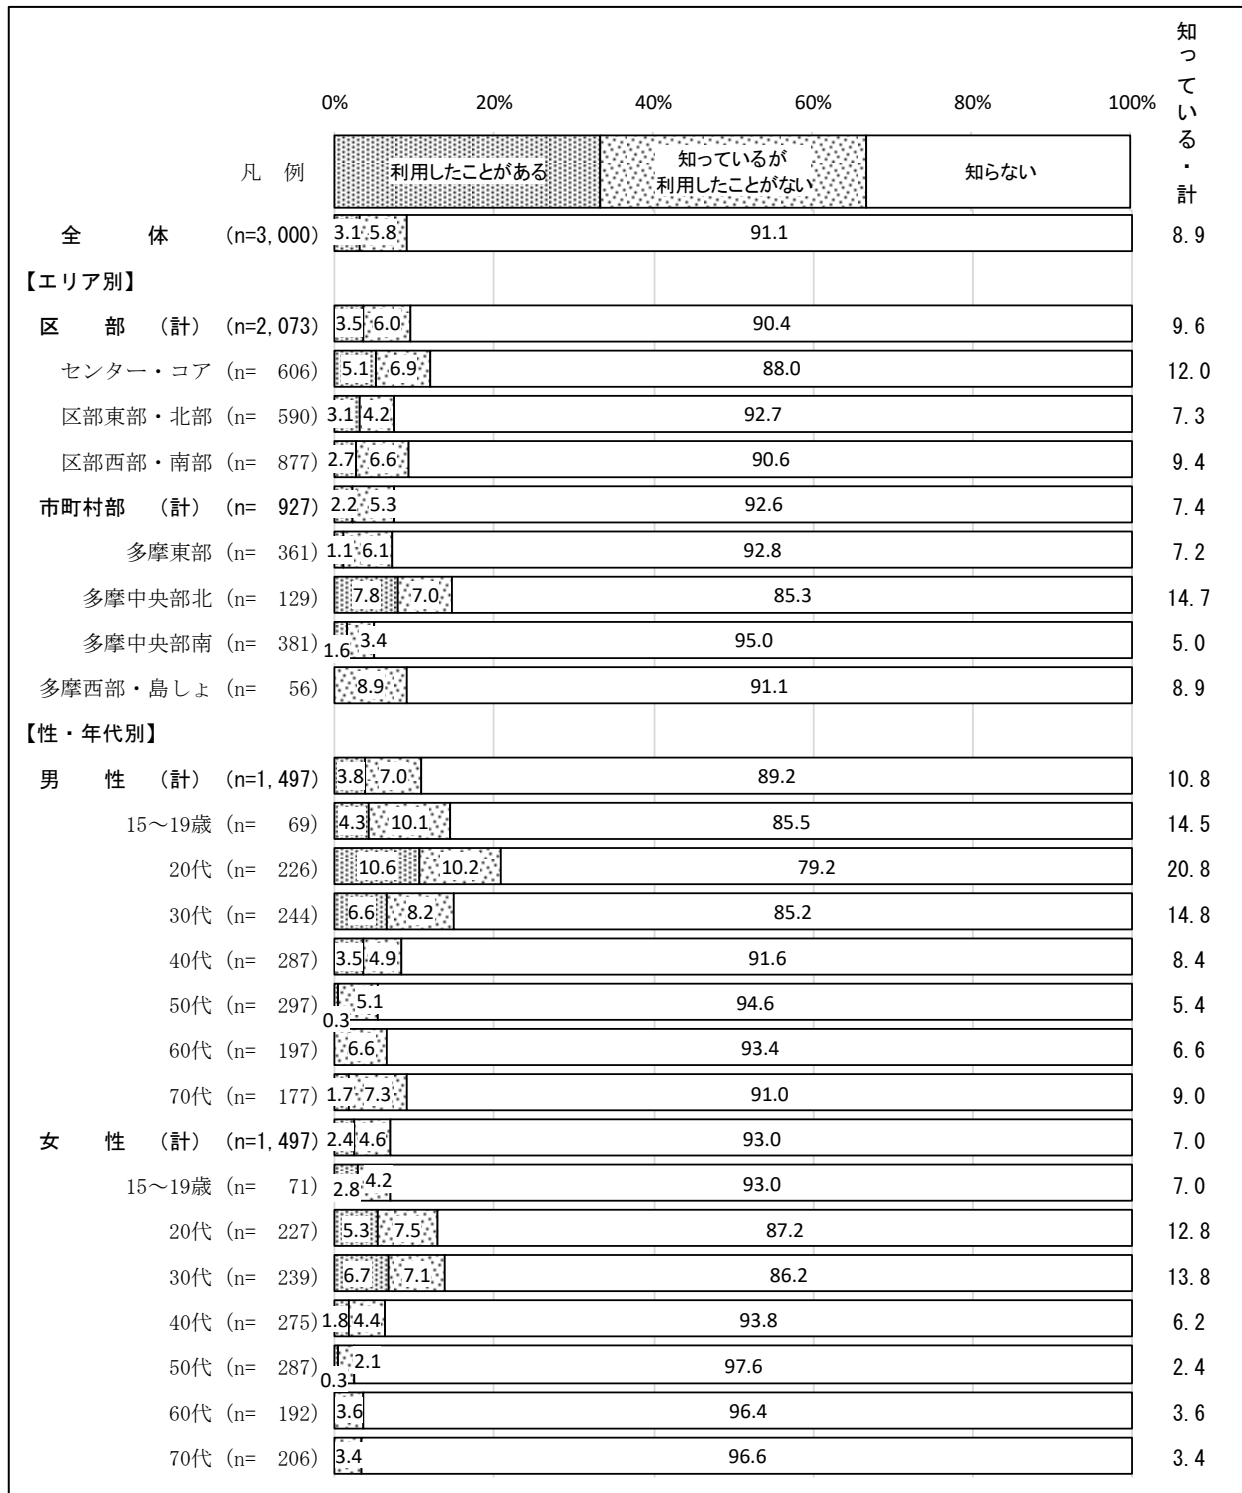 知っている・計
0% 20% 40% 60% 80% 100%
凡 例 利用したことがある 知っているが 知らない
利用したことがない
全 体 (n=3,000) 3.1 5.8 91.1 8.9
【エリア別】
区 部 (計) (n=2,073) 3.5 6.0 90.4 9.6
センター・コア (n= 606) 5.1 6.9 88.0 12.0
区部東部・北部 (n= 590) 3.1 4.2 92.7 7.3
区部西部・南部 (n= 877) 2.7 6.6 90.6 9.4
市町村部 (計) (n= 927) 2.2 5.3 92.6 7.4
多摩東部 (n= 361) 1.1 6.1 92.8 7.2
多摩中央部北 (n= 129) 7.8 7.0 85.3 14.7
多摩中央部南 (n= 381) 1.6 3.4 95.0 5.0
多摩西部・島しょ (n= 56) 8.9 91.1 8.9
【性・年代別】
男 性 (計) (n=1,497) 3.8 7.0 89.2 10.8
15～19歳 (n= 69) 4.3 10.1 85.5 14.5
20代 (n= 226) 10.6 10.2 79.2 20.8
30代 (n= 244) 6.6 8.2 85.2 14.8
40代 (n= 287) 3.5 4.9 91.6 8.4
50代 (n= 297) 0.3 5.1 94.6 5.4
60代 (n= 197) 6.6 93.4 6.6
70代 (n= 177) 1.7 7.3 91.0 9.0
女 性 (計) (n=1,497) 2.4 4.6 93.0 7.0
15～19歳 (n= 71) 2.8 4.2 93.0 7.0
20代 (n= 227) 5.3 7.5 87.2 12.8
30代 (n= 239) 6.7 7.1 86.2 13.8
40代 (n= 275) 1.8 4.4 93.8 6.2
50代 (n= 287) 0.3 2.1 97.6 2.4
60代 (n= 192) 3.6 96.4 3.6
70代 (n= 206) 3.4 96.6 3.4